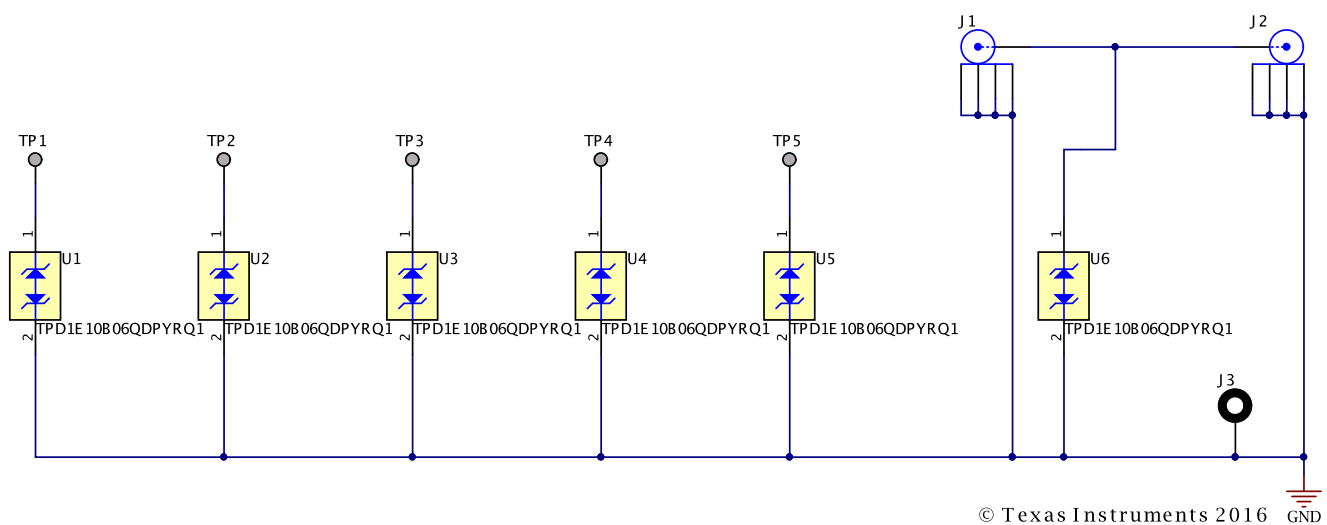 J1
J2
TP1
TP2
TP3
TP4
TP5
1
1
1
1
1
1
U1
U2
U3
U4
U5
U6
TPD1E10B06QDPYRQ1
TPD1E10B06QDPYRQ1
TPD1E10B06QDPYRQ1
TPD1E10B06QDPYRQ1
TPD1E10B06QDPYRQ1
TPD1E10B06QDPYRQ1
2
2
2
2
2
2
J3
© Texas Instruments 2016
GND